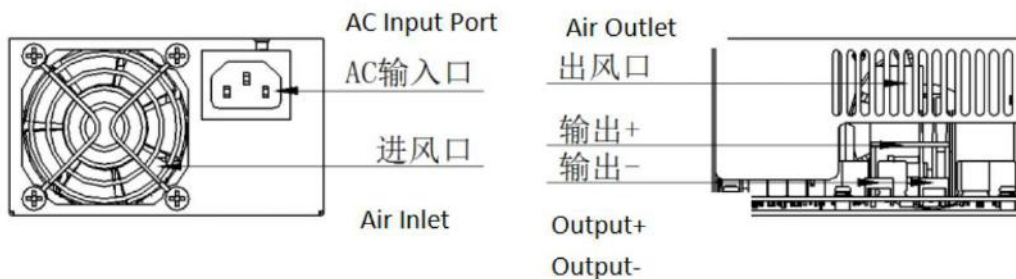 AC Input Port
AC输入口
进风口
Air Inlet
Air Outlet
出风口
输出+
输出-
Output+
Output-